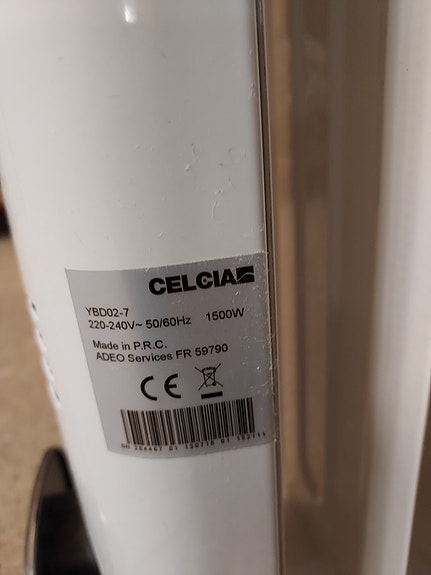 CELCIA
YBD02-7
220-240V~ 50/60Hz 1500W
Made in P.R.C.
ADEO Services FR 59790
CE